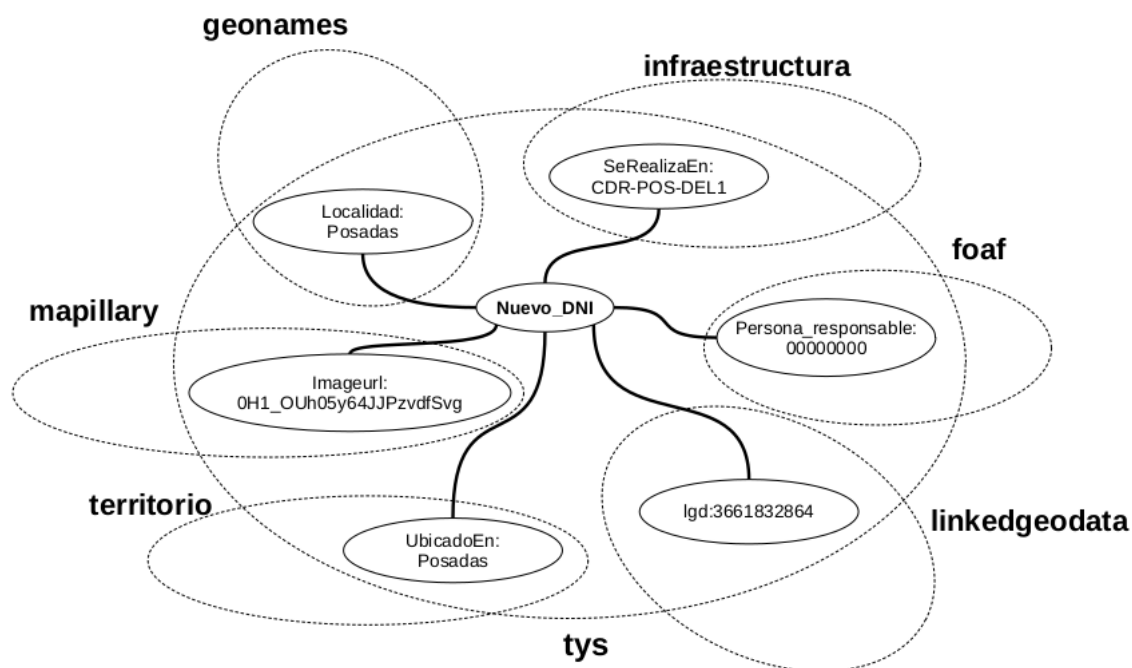 geonames
infraestructura
SeRealizaEn:
CDR-POS-DEL1
Localidad:
Posadas
foaf
mapillary
Nuevo_DNI
Persona_responsable:
00000000
Imageurl:
0H1_OUh05y64JJPzvdfSvg
territorio
lgd:3661832864
linkedgeodata
UbicadoEn:
Posadas
tys